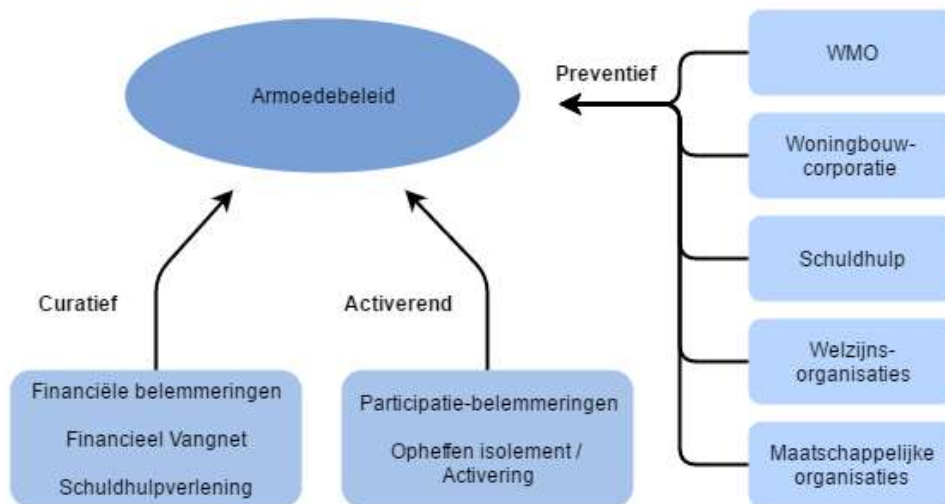 Armoedebeleid
Preventief
WMO
Woningbouw-
corporatie
Schuldhulp
Welzijns-
organisaties
Maatschappelijke
organisaties
Curatief
Activerend
Financiële belemmeringen
Financieel Vangnet
Schuldhulpverlening
Participatie-belemmeringen
Opheffen isolement /
Activering